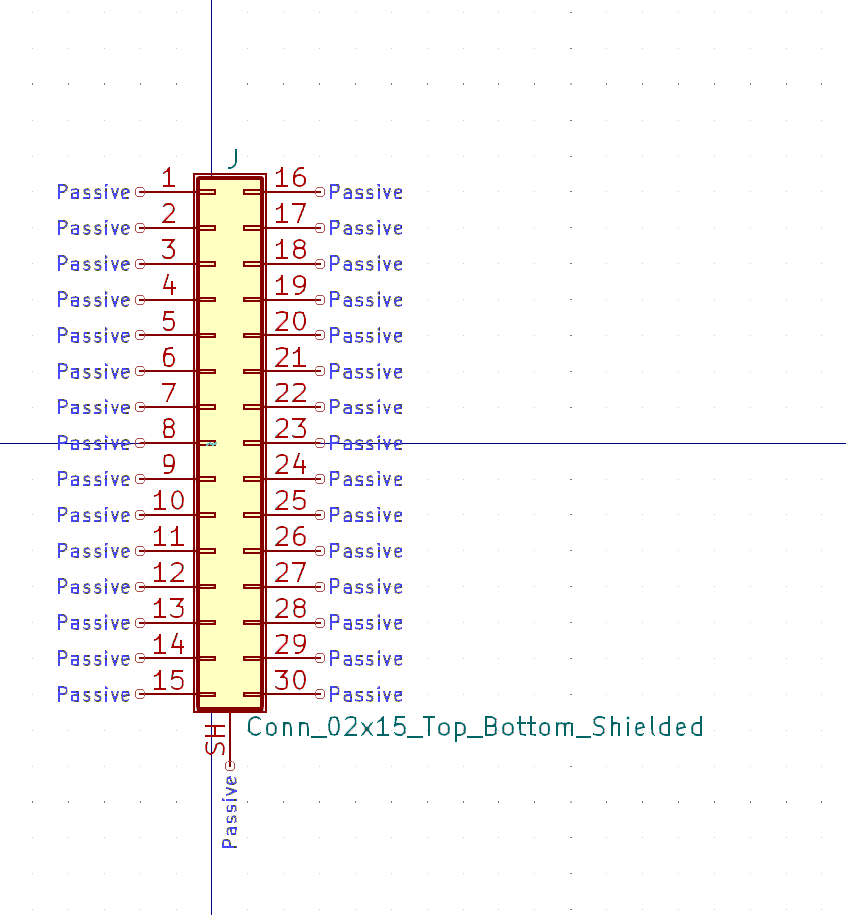 J
Passive 1 16 Passive
Passive 2 17 Passive
Passive 3 18 Passive
Passive 4 19 Passive
Passive 5 20 Passive
Passive 6 21 Passive
Passive 7 22 Passive
Passive 8 23 Passive
Passive 9 24 Passive
Passive 10 25 Passive
Passive 11 26 Passive
Passive 12 27 Passive
Passive 13 28 Passive
Passive 14 29 Passive
Passive 15 30 Passive
SH
Conn_02x15_Top_Bottom_Shielded
Passive